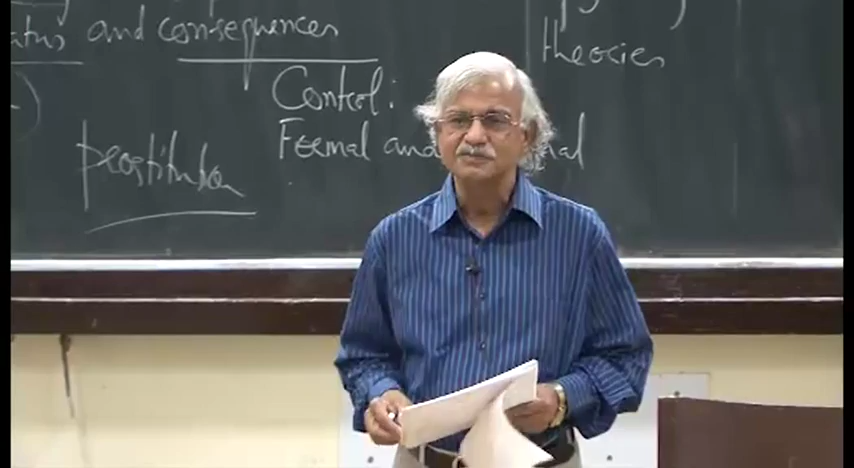 and consequences
theories
Control:
Formal and
Prostitution